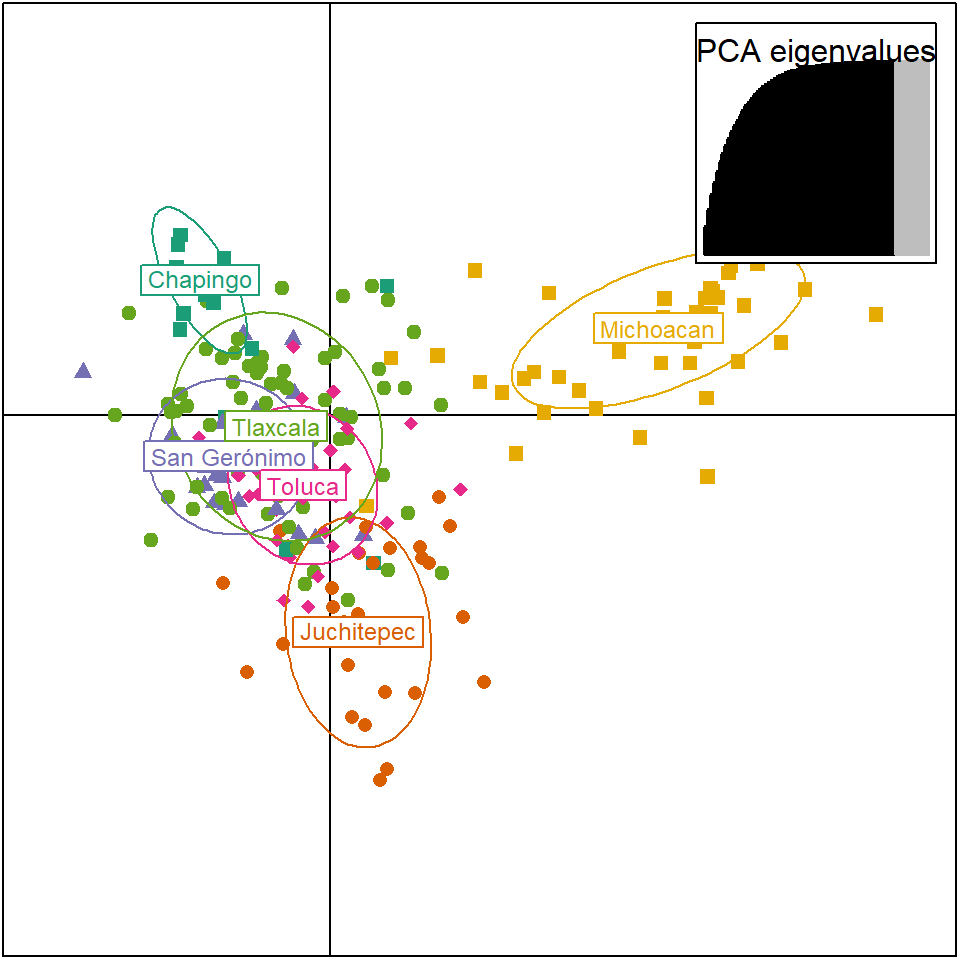 PCA eigenvalues
Chapingo
Michoacan
Tlaxcala
San Gerónimo
Toluca
Juchitepec